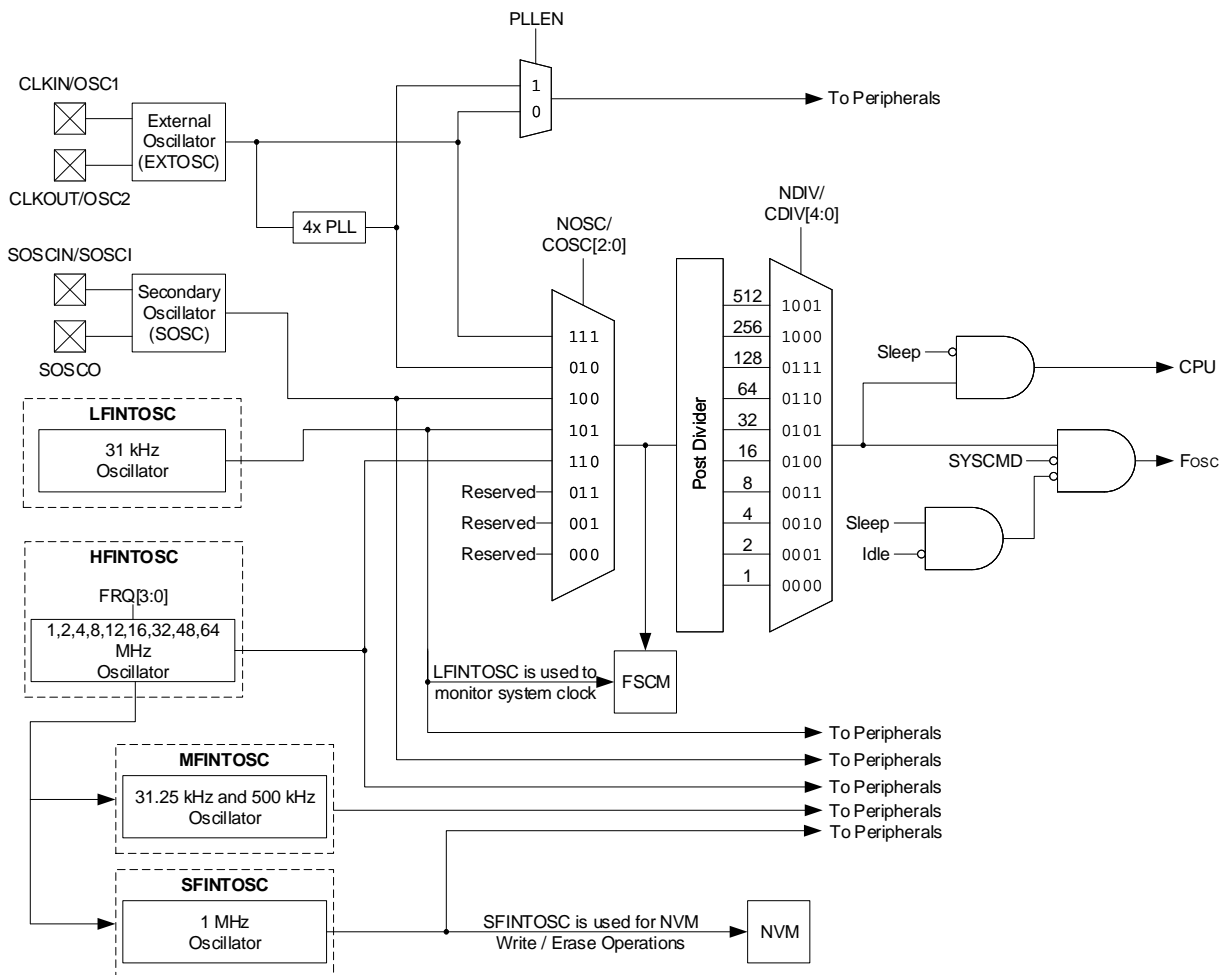 PLLEN
CLKIN/OSC1
External
Oscillator
(EXTOSC)
CLKOUT/OSC2
1
0
To Peripherals
4x PLL
NOSC/
COSC[2:0]
NDIV/
CDIV[4:0]
SOSCIN/SOSCI
Secondary
Oscillator
(SOSC)
SOSCO
LFINTOSC
31 kHz
Oscillator
111
010
100
101
110
Reserved 011
Reserved 001
Reserved 000
Post Divider
512 1001
256 1000
128 0111
64 0110
32 0101
16 0100
8 0011
4 0010
2 0001
1 0000
Sleep
CPU
SYSCMD
Fosc
Sleep
Idle
HFINTOSC
FRQ[3:0]
1,2,4,8,12,16,32,48,64
MHz
Oscillator
LFINTOSC is used to
monitor system clock
FSCM
To Peripherals
To Peripherals
To Peripherals
To Peripherals
To Peripherals
MFINTOSC
31.25 kHz and 500 kHz
Oscillator
SFINTOSC
1 MHz
Oscillator
SFINTOSC is used for NVM
Write / Erase Operations
NVM